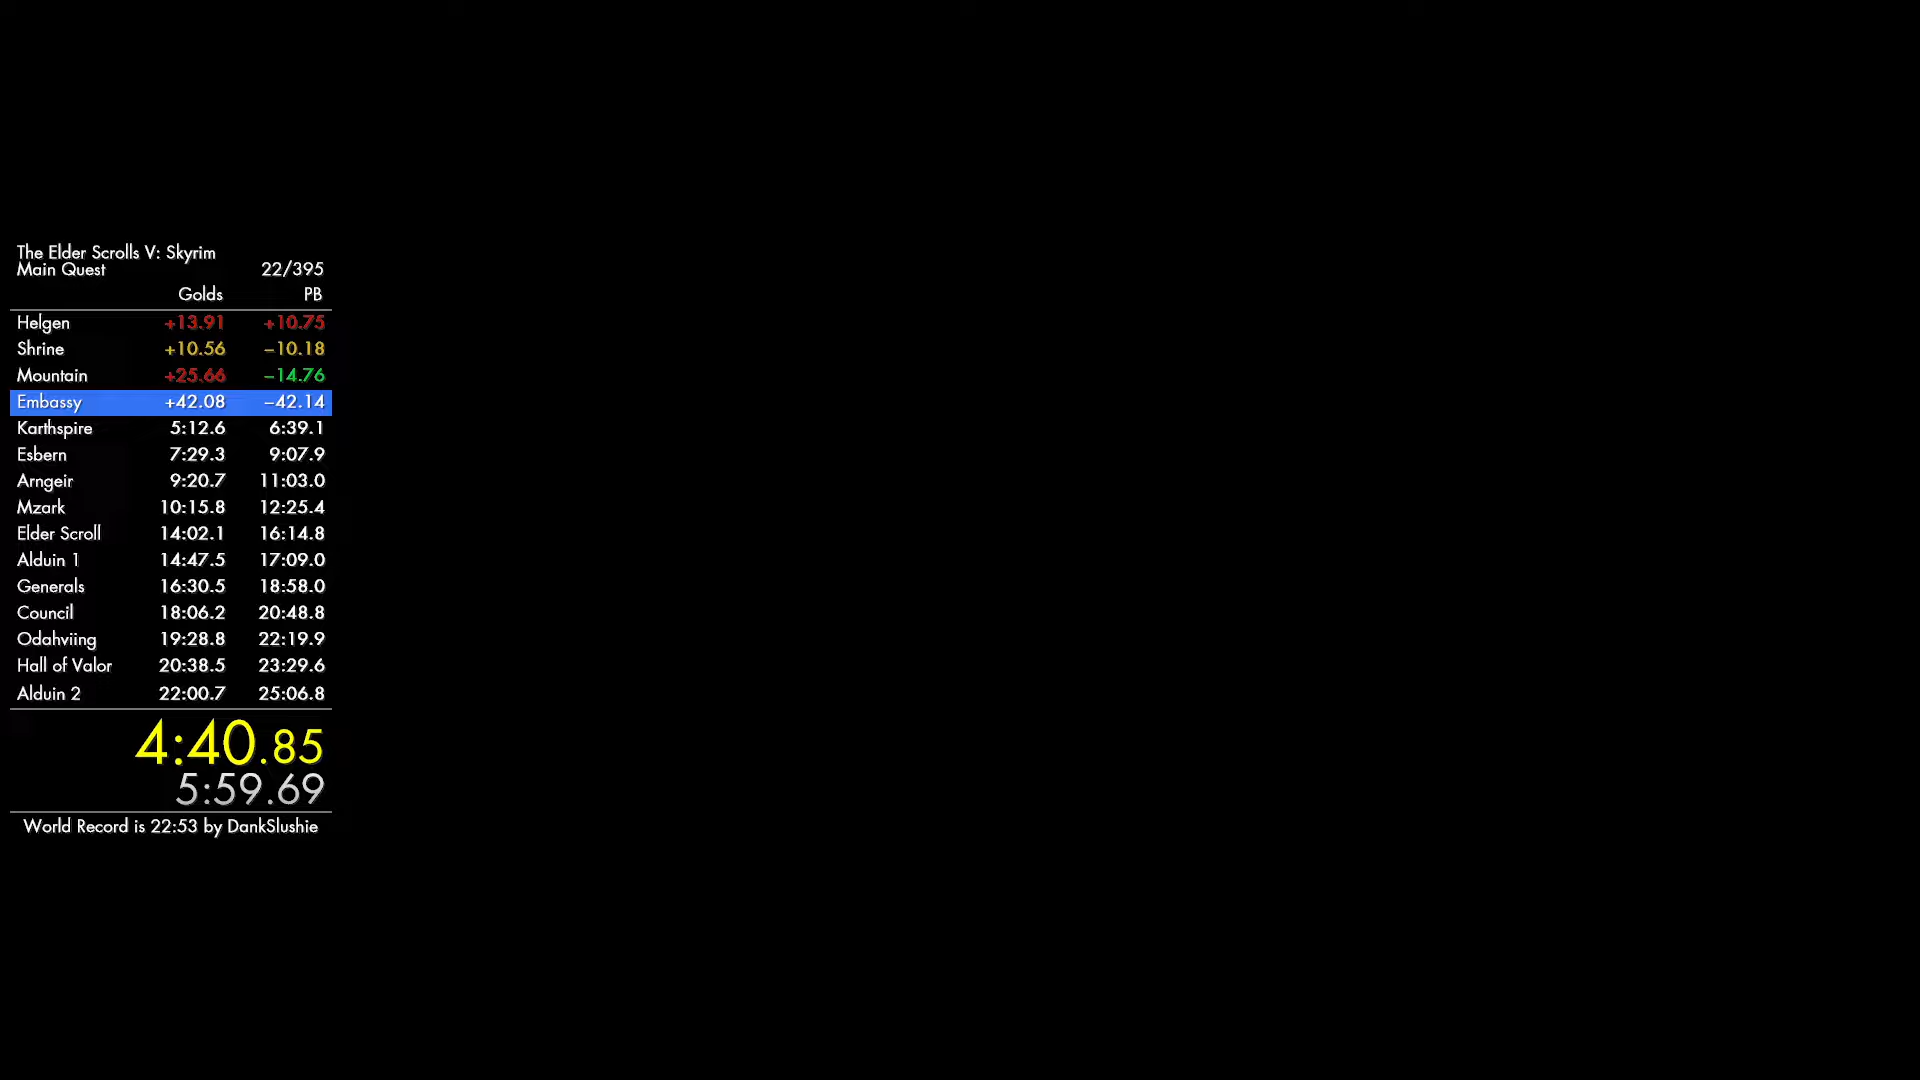 The Elder Scrolls V: Skyrim
Main Quest 22/395
Golds PB
Helgen +13.91 +10.75
Shrine +10.56 −10.18
Mountain +25.66 −14.76
Embassy +42.08 −42.14
Karthspire 5:12.6 6:39.1
Esbern 7:29.3 9:07.9
Arngeir 9:20.7 11:03.0
Mzark 10:15.8 12:25.4
Elder Scroll 14:02.1 16:14.8
Alduin 1 14:47.5 17:09.0
Generals 16:30.5 18:58.0
Council 18:06.2 20:48.8
Odahviing 19:28.8 22:19.9
Hall of Valor 20:38.5 23:29.6
Alduin 2 22:00.7 25:06.8
4:40.85
5:59.69
World Record is 22:53 by DankSlushie